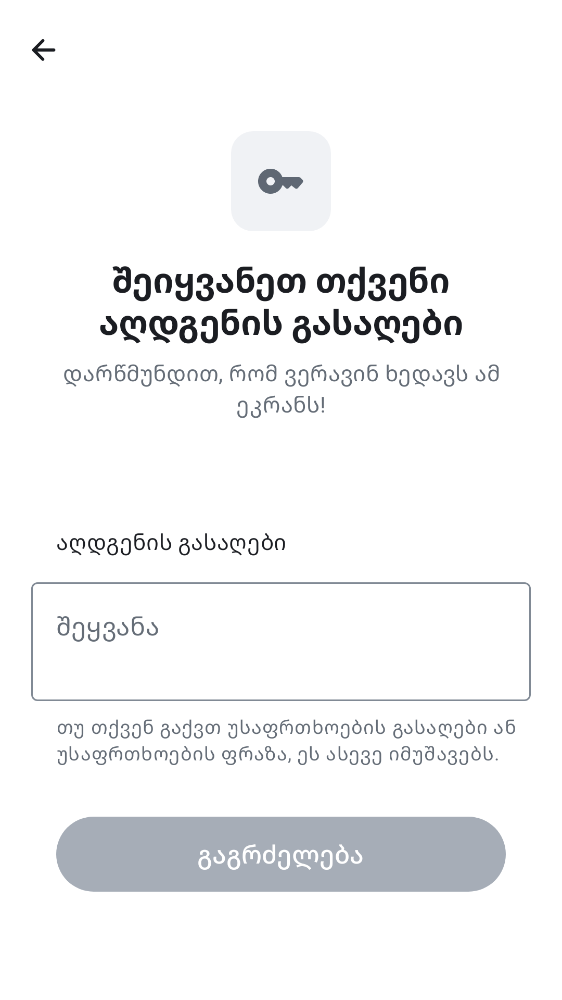 შეიყვანეთ თქვენი
აღდგენის გასაღები
დარწმუნდით, რომ ვერავინ ხედავს ამ
ეკრანს!
აღდგენის გასაღები
შეყვანა
თუ თქვენ გაქვთ უსაფრთხოების გასაღები ან
უსაფრთხოების ფრაზა, ეს ასევე იმუშავებს.
გაგრძელება